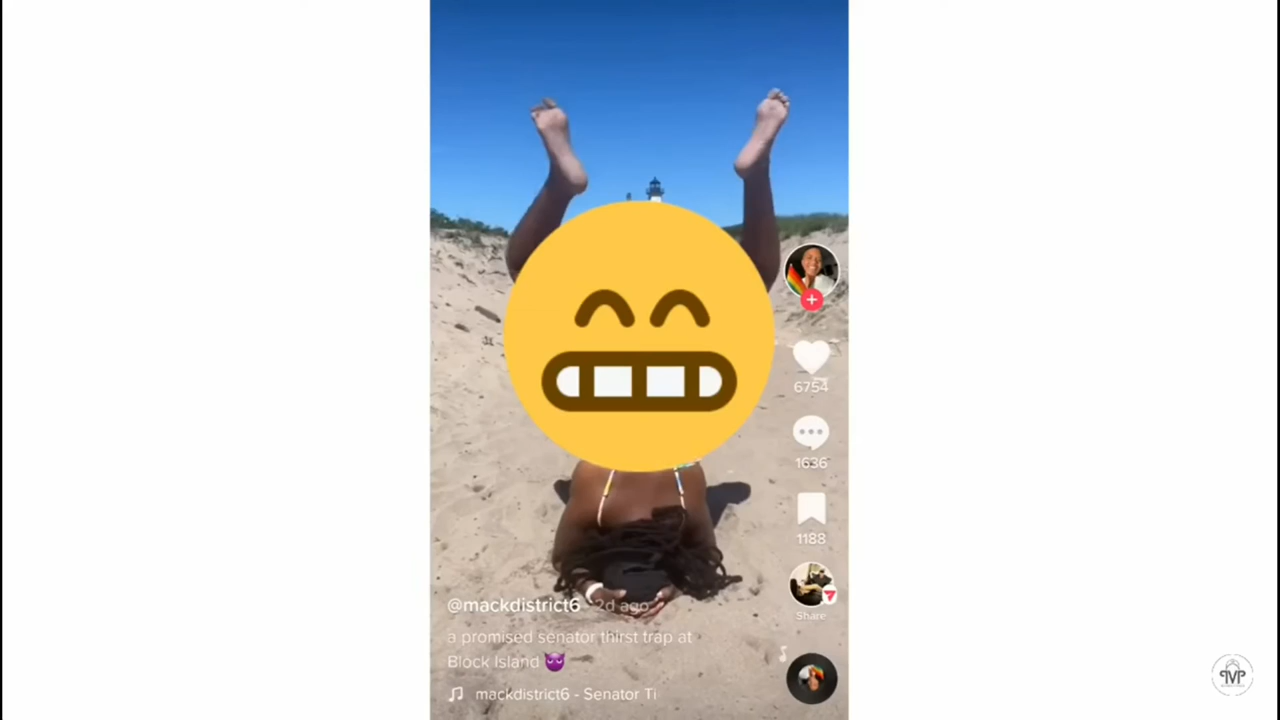 6754
1636
1188
Share
@mackdistrict6 · 2d ago
a promised senator thirst trap at
Block Island 😈
mackdistrict6 - Senator Ti